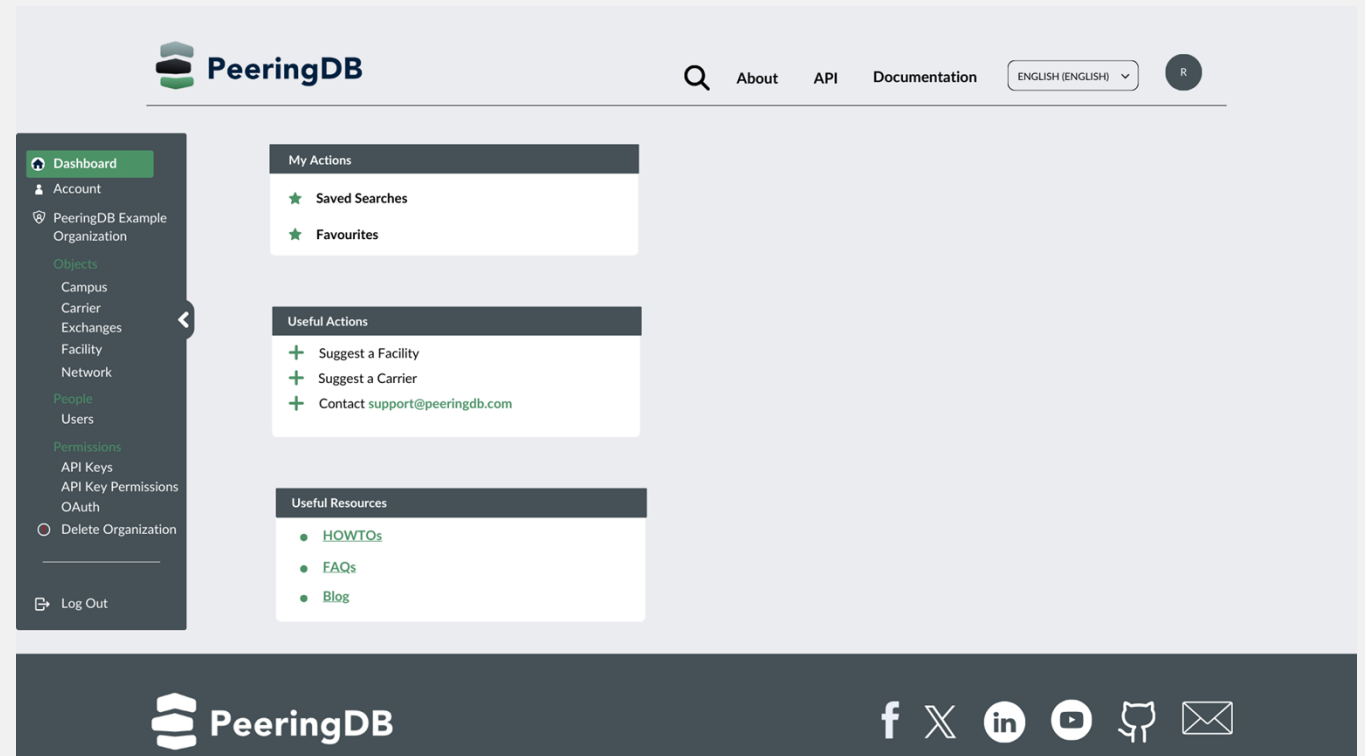 PeeringDB
About API Documentation ENGLISH (ENGLISH) R
Dashboard
Account
PeeringDB Example
Organization
Objects
Campus
Carrier
Exchanges
Facility
Network
People
Users
Permissions
API Keys
API Key Permissions
OAuth
Delete Organization
Log Out
My Actions
Saved Searches
Favourites
Useful Actions
Suggest a Facility
Suggest a Carrier
Contact support@peeringdb.com
Useful Resources
HOWTOs
FAQs
Blog
PeeringDB